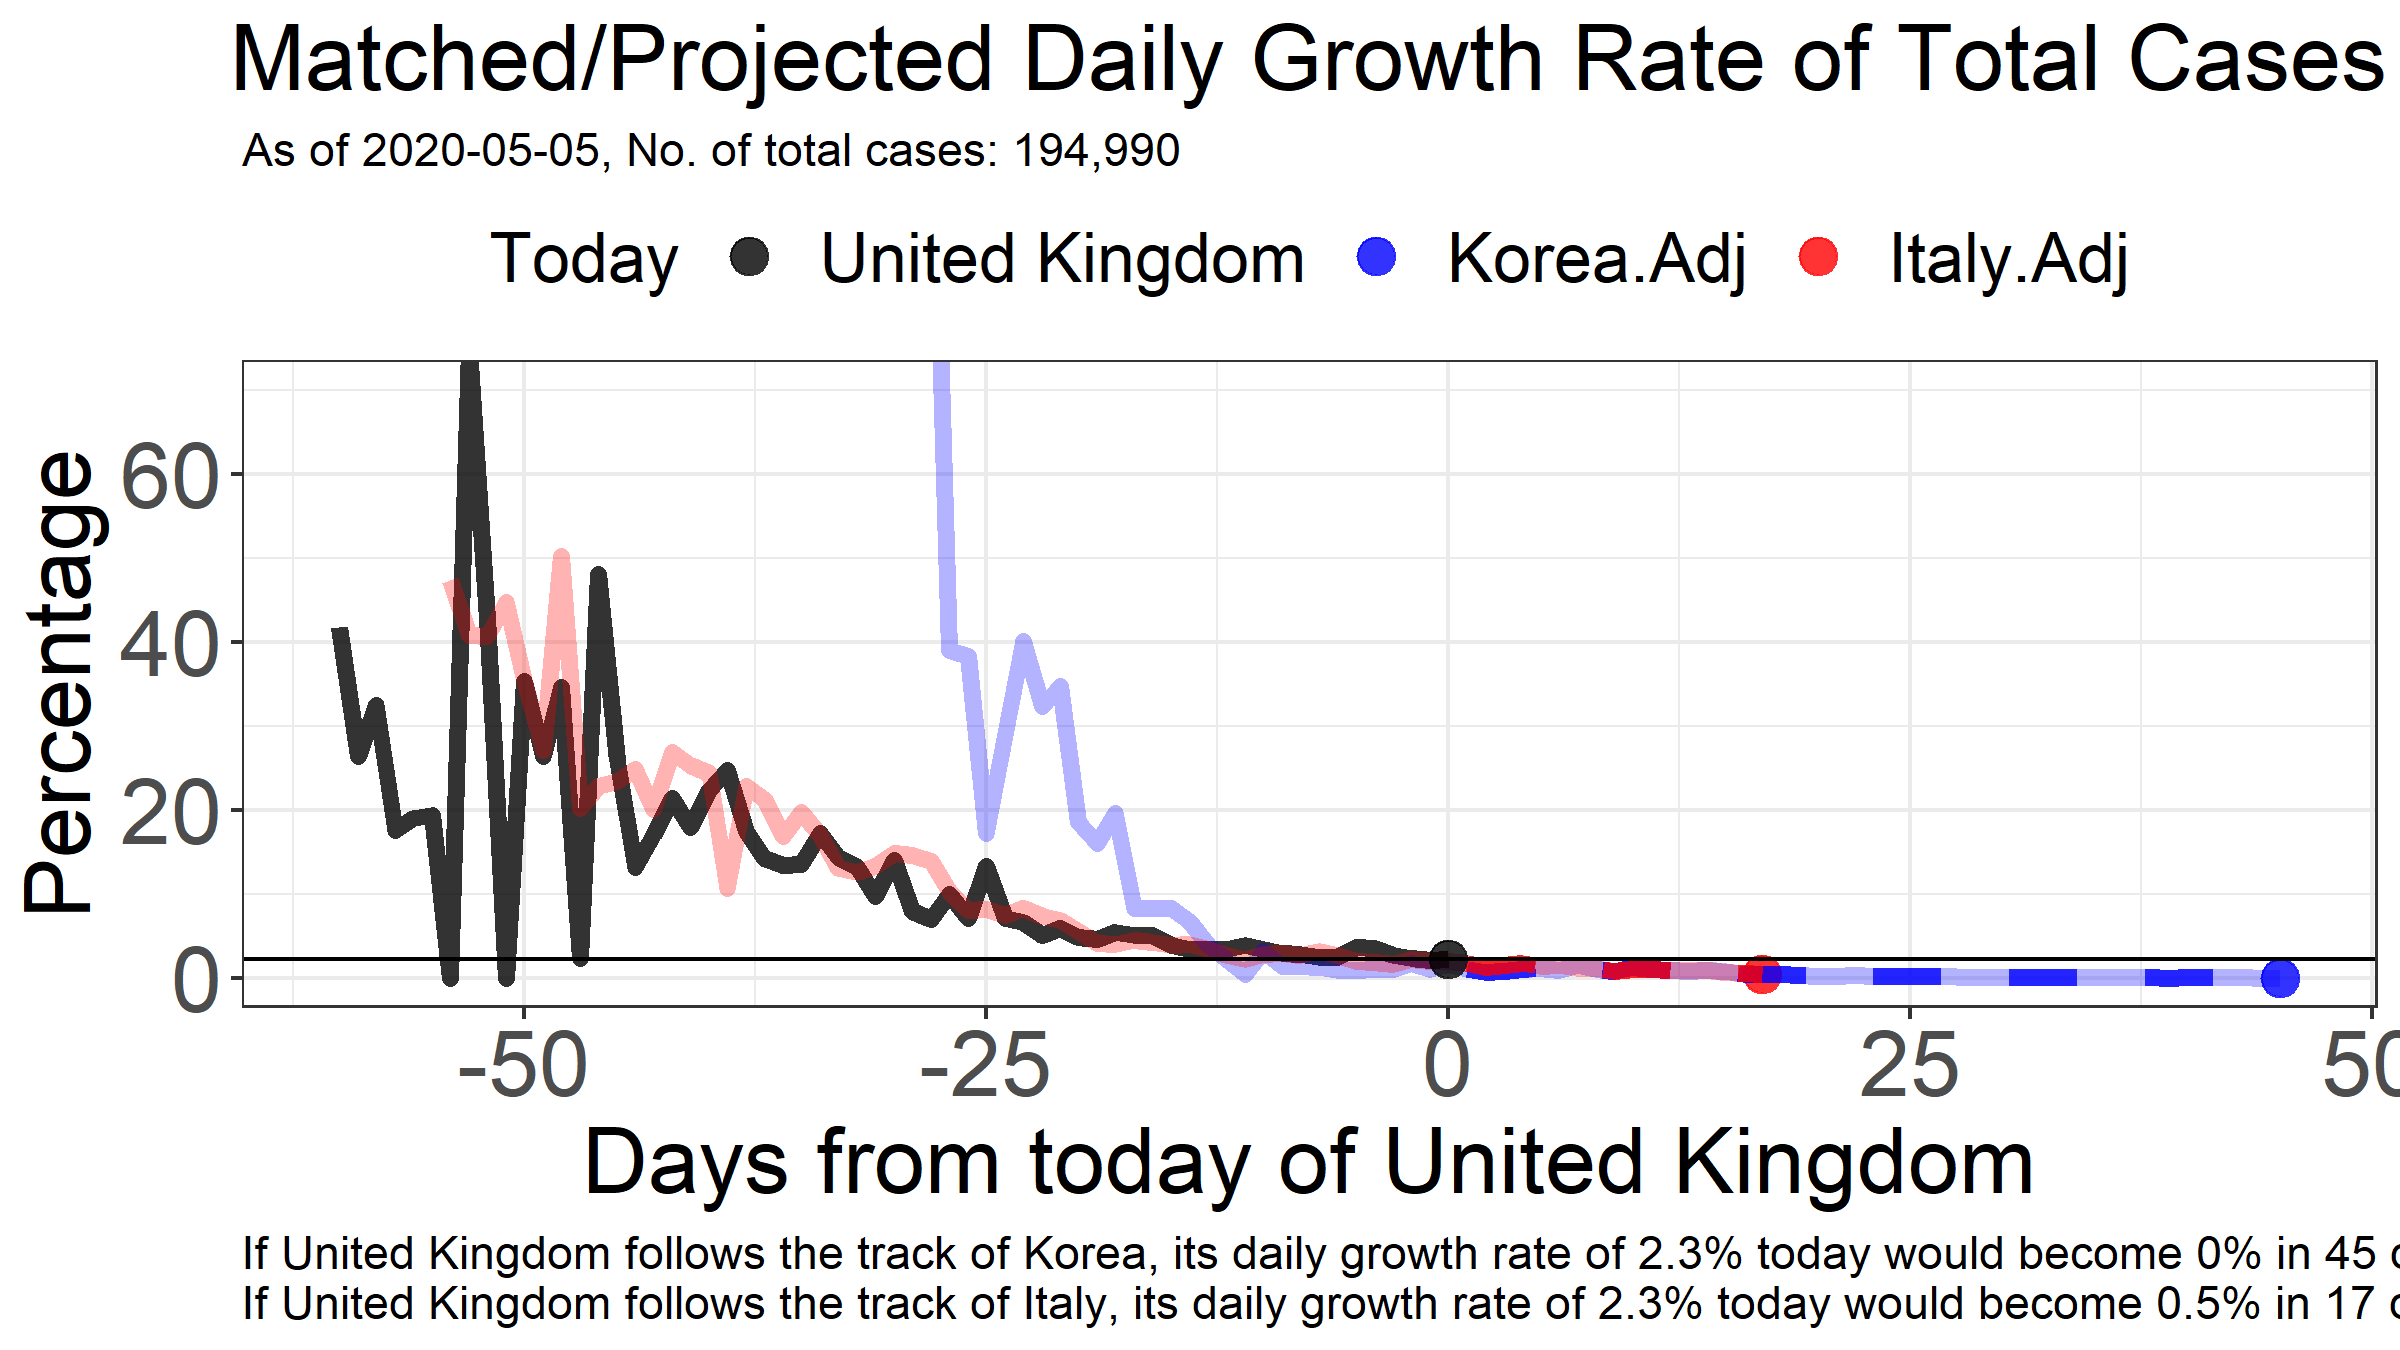 Matched/Projected Daily Growth Rate of Total Cases
As of 2020-05-05, No. of total cases: 194,990
Today United Kingdom Korea.Adj Italy.Adj
Percentage
60
40
20
0
-50 -25 0 25 50
Days from today of United Kingdom
If United Kingdom follows the track of Korea, its daily growth rate of 2.3% today would become 0% in 45
If United Kingdom follows the track of Italy, its daily growth rate of 2.3% today would become 0.5% in 17